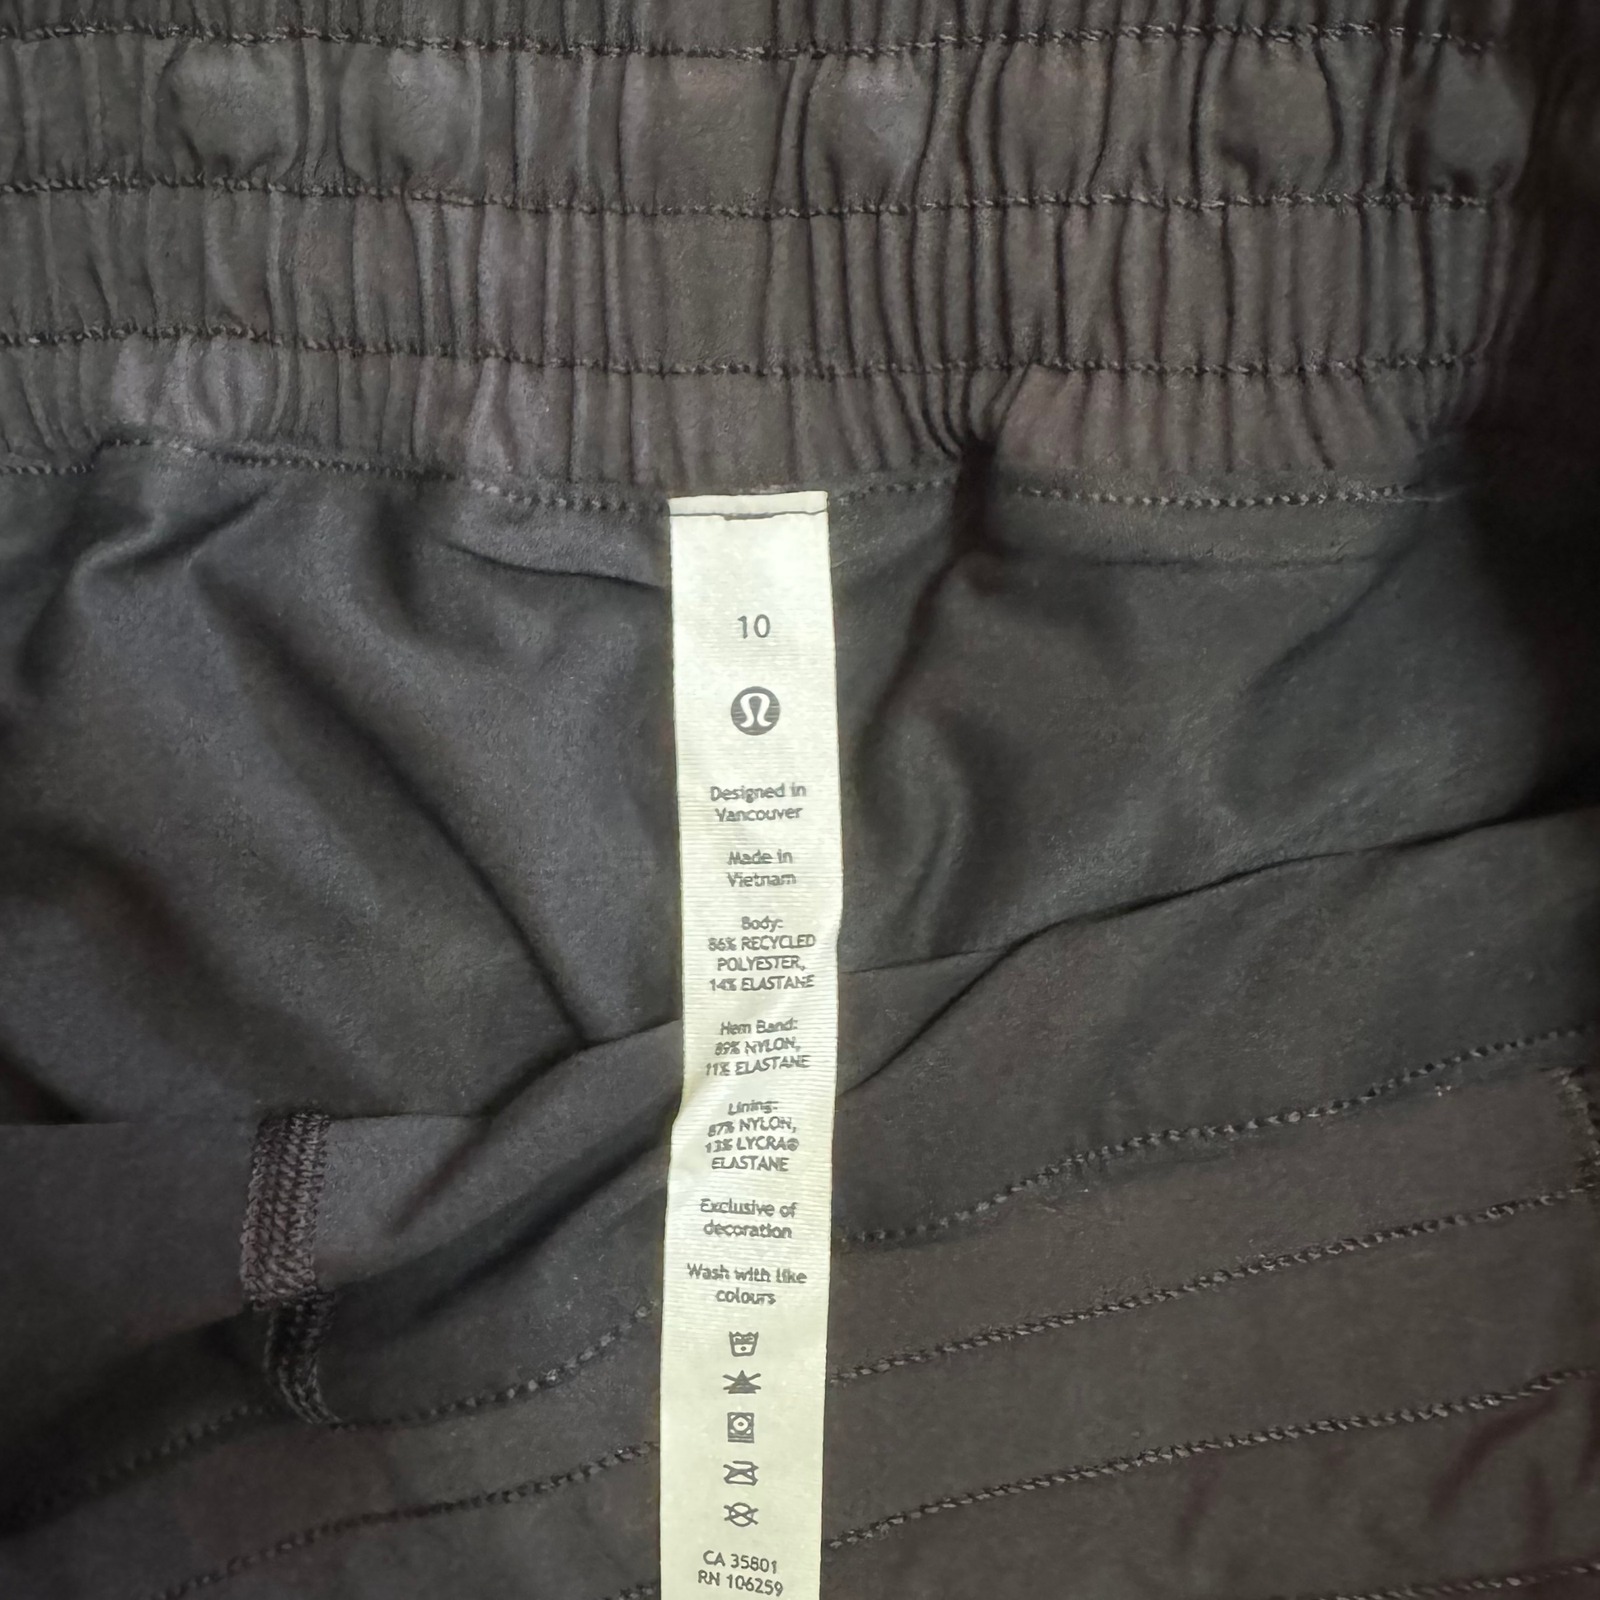 10
Designed in
Vancouver
Made in
Vietnam
Body:
86% RECYCLED
POLYESTER,
14% ELASTANE
Hem Band:
89% NYLON,
11% ELASTANE
Lining:
87% NYLON,
13% LYCRA®
ELASTANE
Exclusive of
decoration
Wash with like
colours
CA 35801
RN 106259